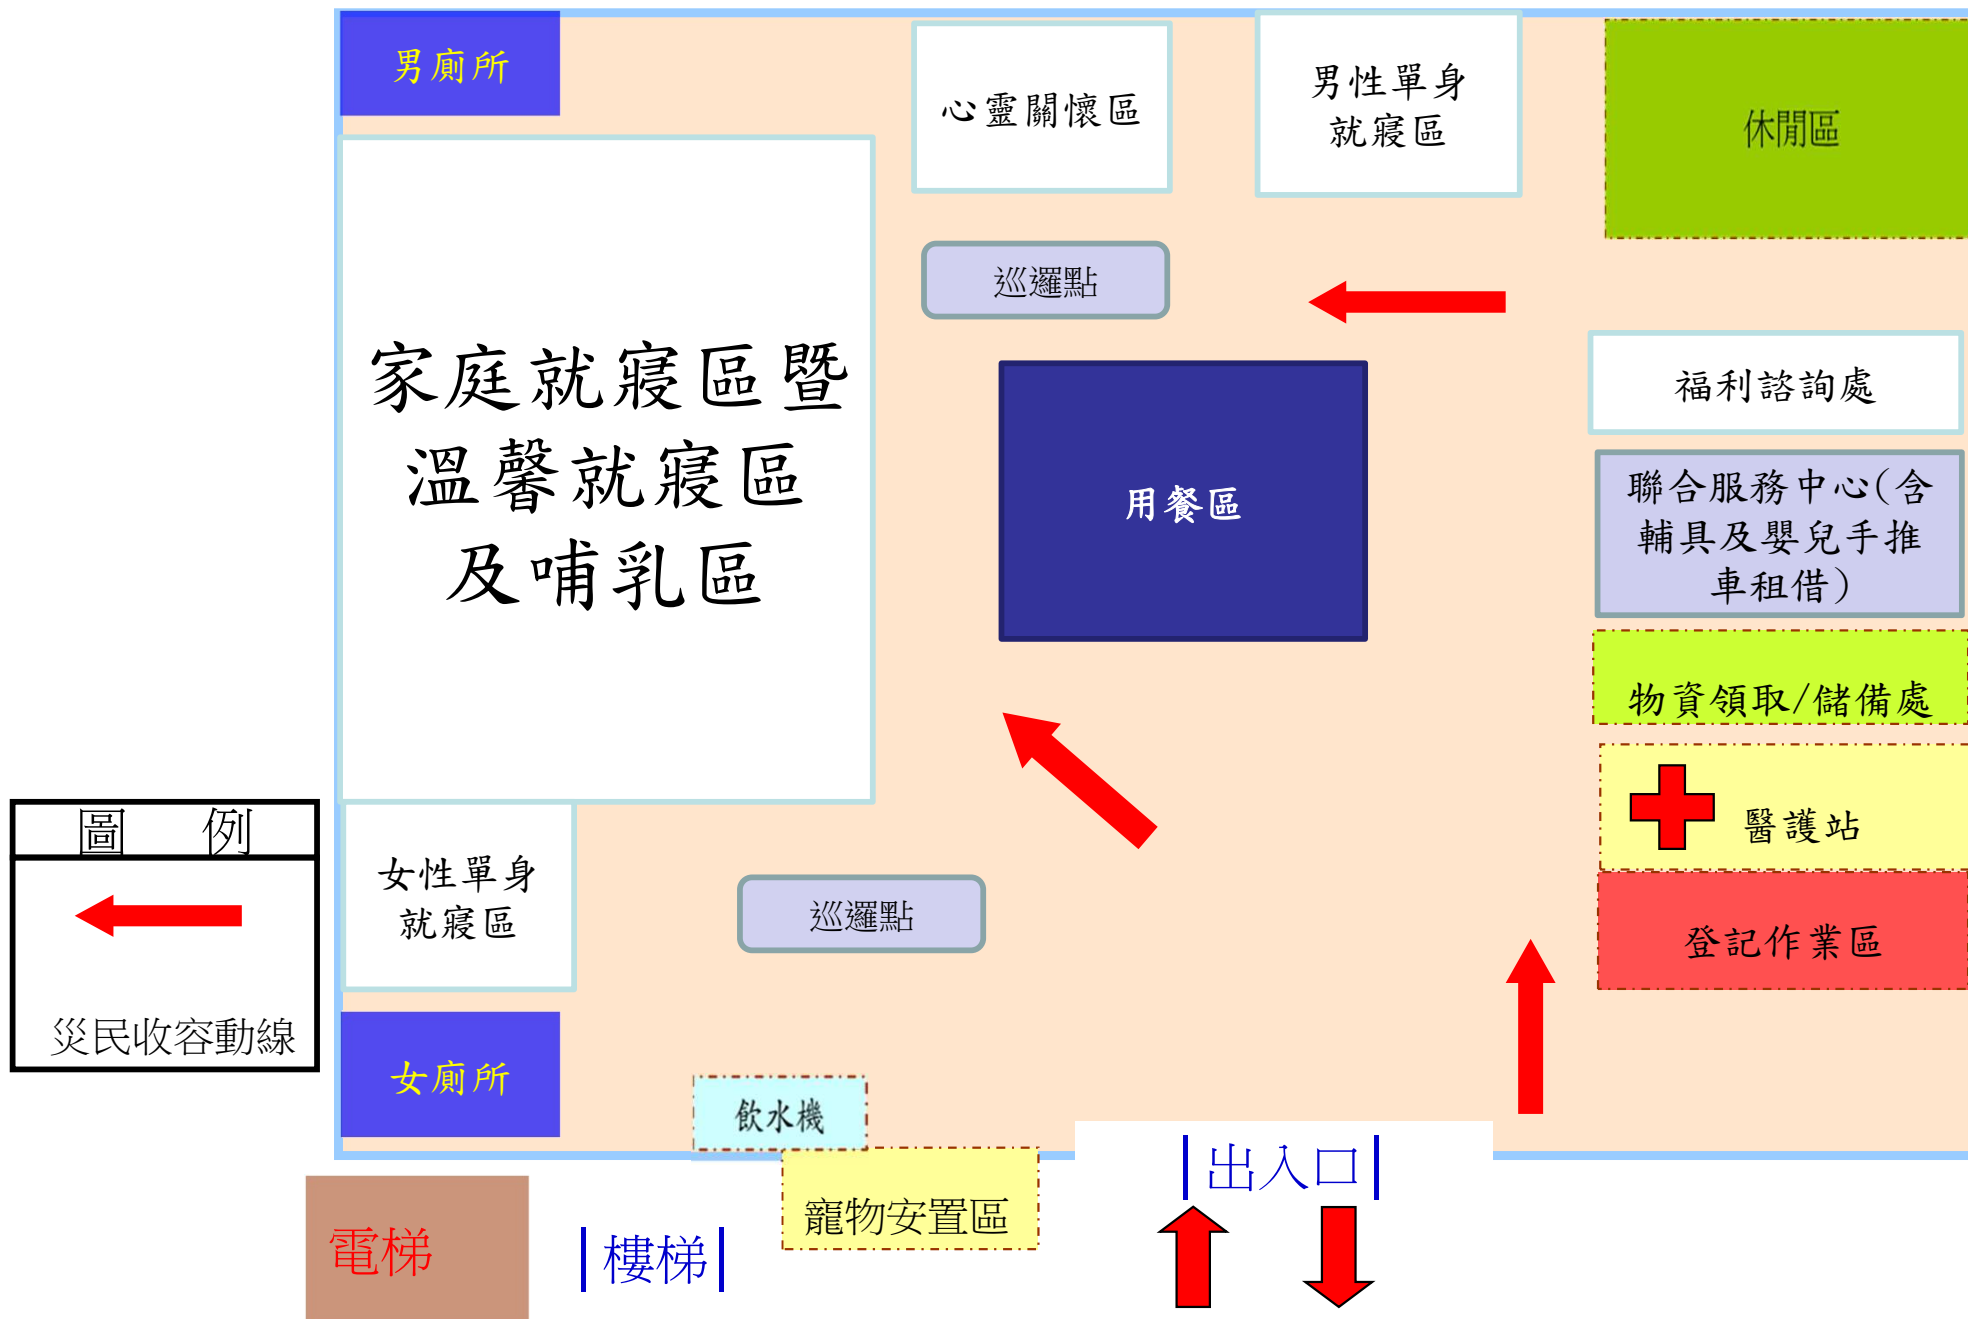 男廁所
心靈關懷區
男性單身
就寢區
休閒區
巡邏點
家庭就寢區暨
溫馨就寢區
及哺乳區
用餐區
福利諮詢處
聯合服務中心(含
輔具及嬰兒手推
車租借)
物資領取/儲備處
醫護站
登記作業區
圖 例
災民收容動線
女性單身
就寢區
巡邏點
女廁所
飲水機
寵物安置區
出入口
電梯
樓梯